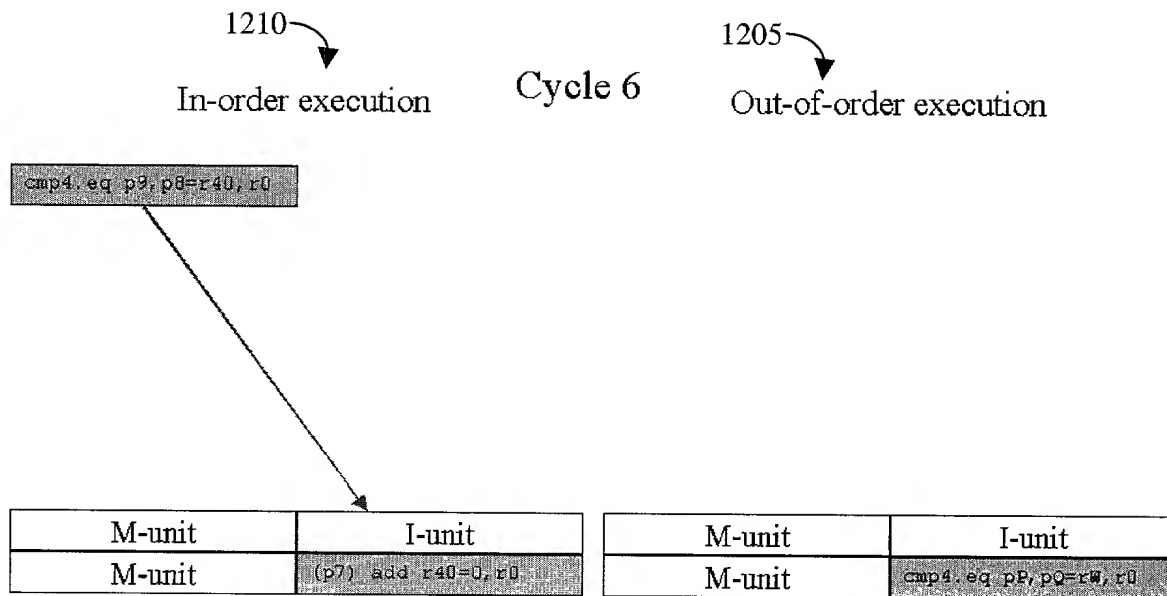 1210
1205
Cycle 6
In-order execution
Out-of-order execution
cmp4.eq p9,p8=r40,r0
M-unit I-unit M-unit I-unit
M-unit (p7) add r40=0,r0 M-unit cmp4.eq pP,pQ=rW,r0